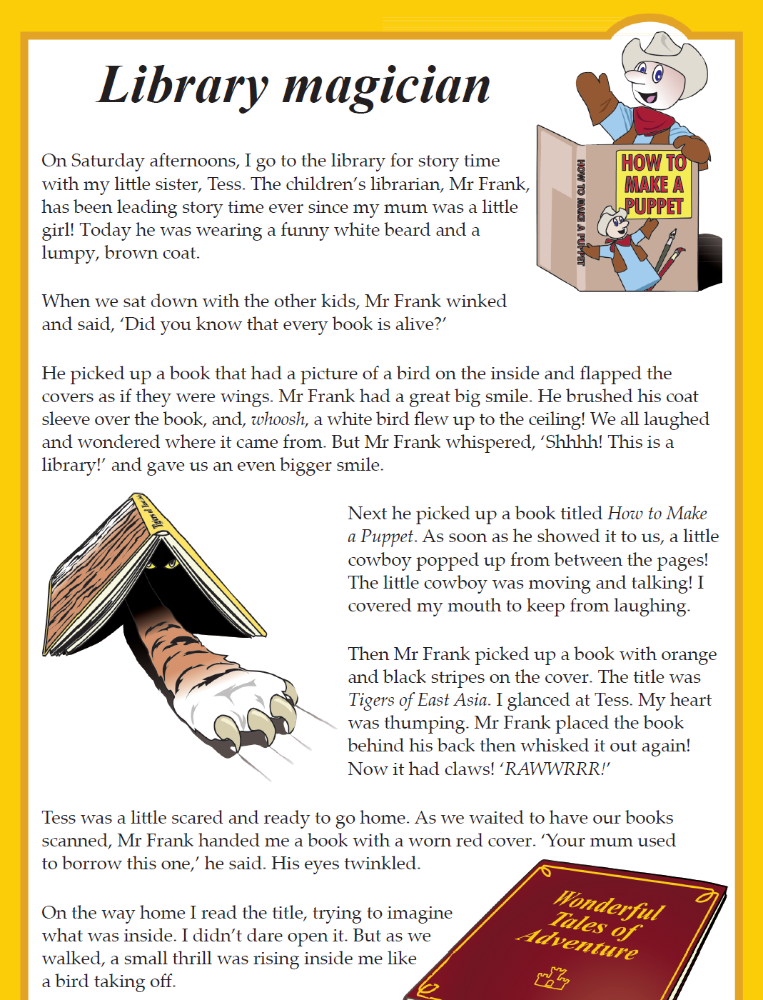 Library magician
HOW TO
MAKE A
PUPPET
HOW TO MAKE A PUPPET
On Saturday afternoons, I go to the library for story time
with my little sister, Tess. The children’s librarian, Mr Frank,
has been leading story time ever since my mum was a little
girl! Today he was wearing a funny white beard and a
lumpy, brown coat.
When we sat down with the other kids, Mr Frank winked
and said, ‘Did you know that every book is alive?’
He picked up a book that had a picture of a bird on the inside and flapped the
covers as if they were wings. Mr Frank had a great big smile. He brushed his coat
sleeve over the book, and, whoosh, a white bird flew up to the ceiling! We all laughed
and wondered where it came from. But Mr Frank whispered, ‘Shhhh! This is a
library!’ and gave us an even bigger smile.
Tigers of East Asia
Next he picked up a book titled How to Make
a Puppet. As soon as he showed it to us, a little
cowboy popped up from between the pages!
The little cowboy was moving and talking! I
covered my mouth to keep from laughing.
Then Mr Frank picked up a book with orange
and black stripes on the cover. The title was
Tigers of East Asia. I glanced at Tess. My heart
was thumping. Mr Frank placed the book
behind his back then whisked it out again!
Now it had claws! ‘RAWWRRR!’
Tess was a little scared and ready to go home. As we waited to have our books
scanned, Mr Frank handed me a book with a worn red cover. ‘Your mum used
to borrow this one,’ he said. His eyes twinkled.
On the way home I read the title, trying to imagine
what was inside. I didn’t dare open it. But as we
walked, a small thrill was rising inside me like
a bird taking off.
Wonderful
Tales of
Adventure